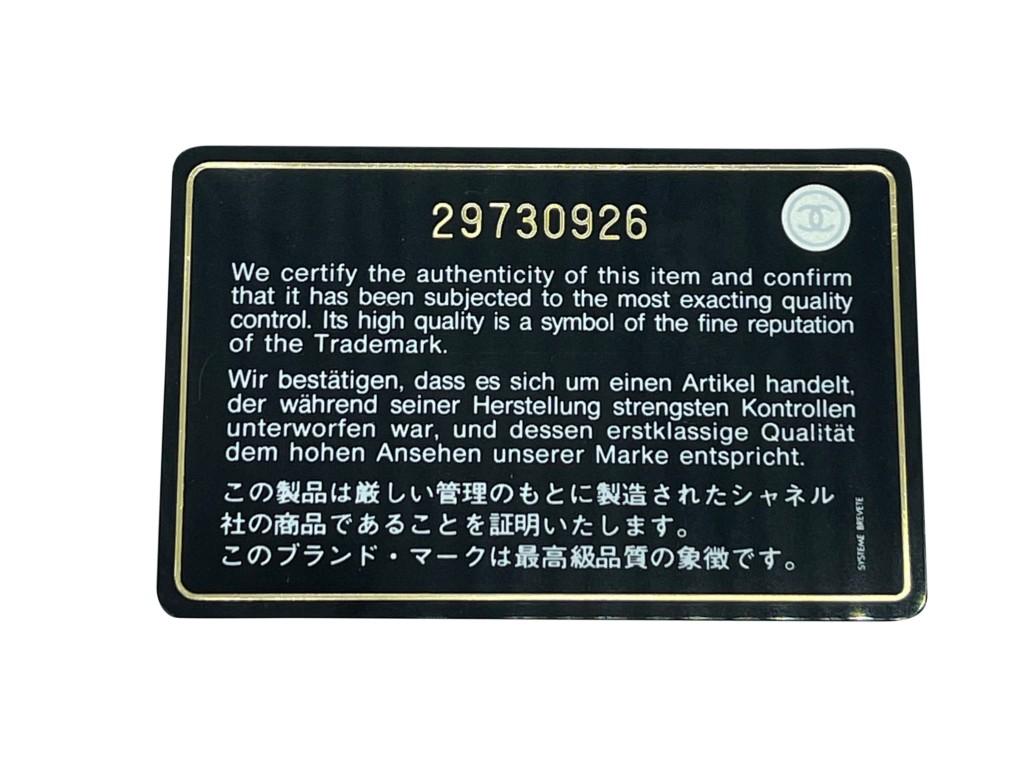 29730926
We certify the authenticity of this item and confirm
that it has been subjected to the most exacting quality
control. Its high quality is a symbol of the fine reputation
of the Trademark.
Wir bestätigen, dass es sich um einen Artikel handelt,
der während seiner Herstellung strengsten Kontrollen
unterworfen war, und dessen erstklassige Qualität
dem hohen Ansehen unserer Marke entspricht.
この製品は厳しい管理のもとに製造されたシャネル
社の商品であることを証明いたします。
このブランド・マークは最高級品質の象徴です。
SYSTEME BREVETE